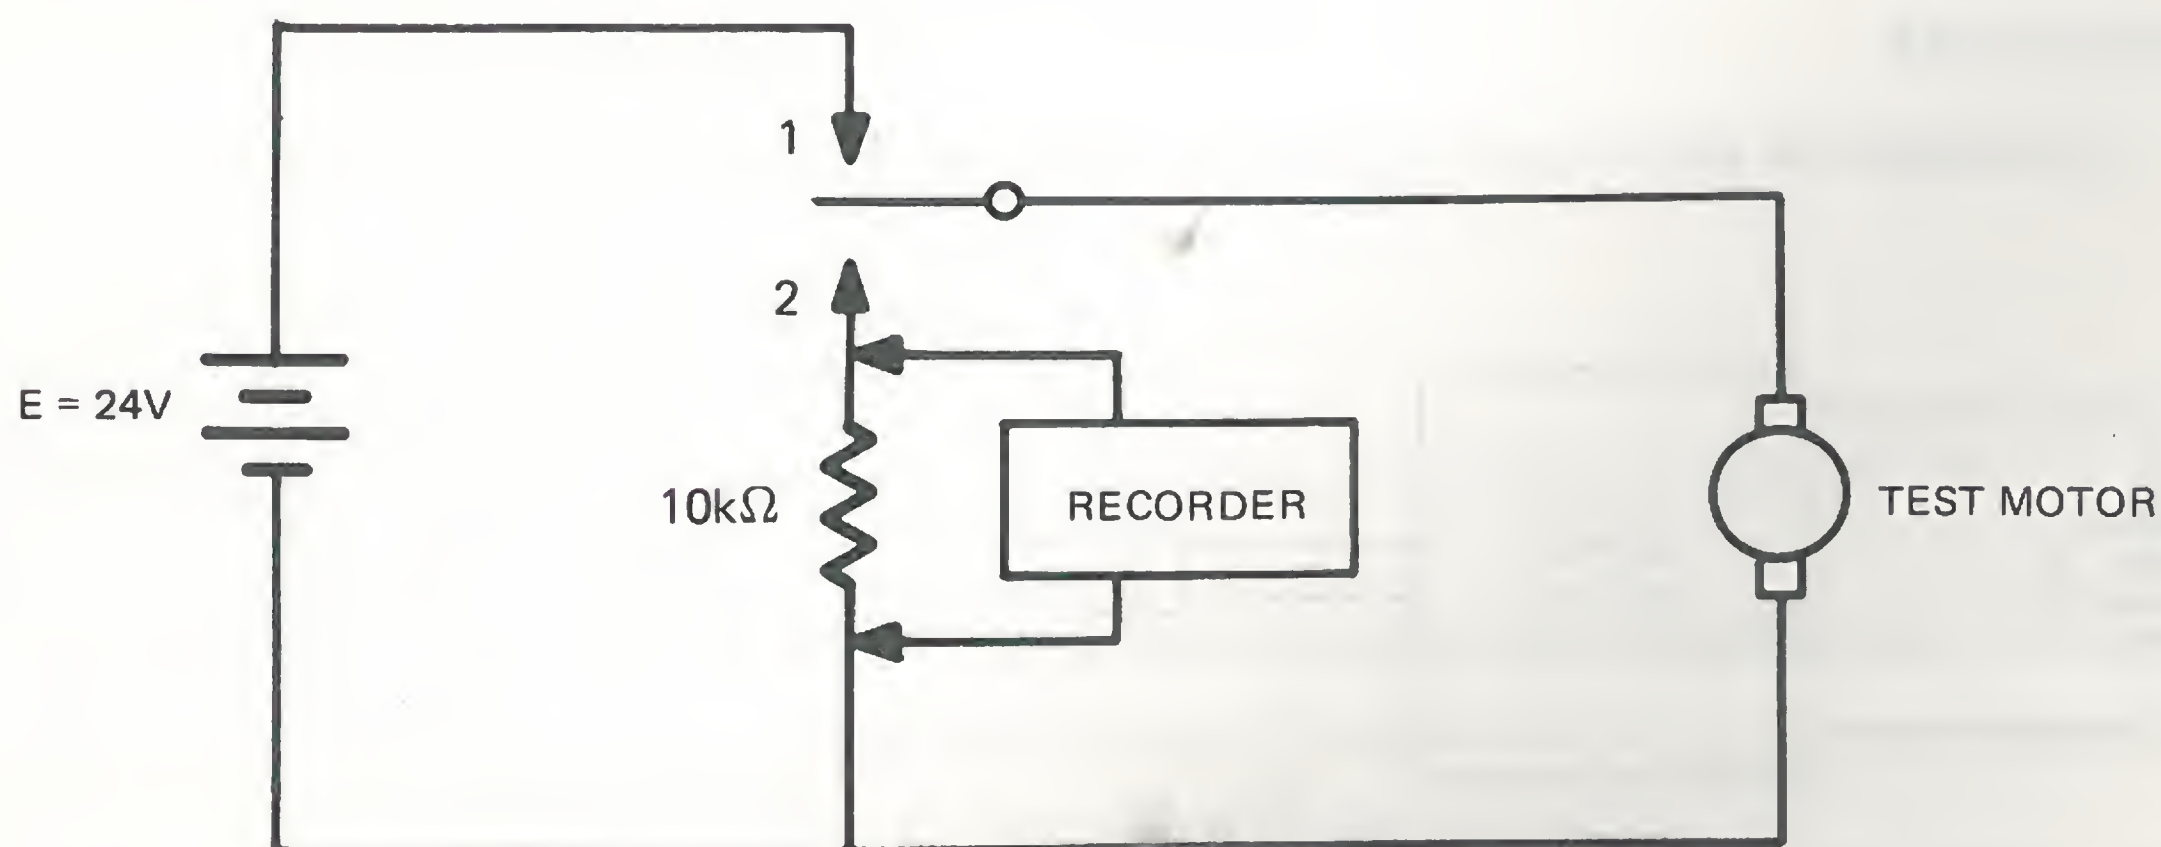 1
2
E = 24V
10kΩ
RECORDER
TEST MOTOR